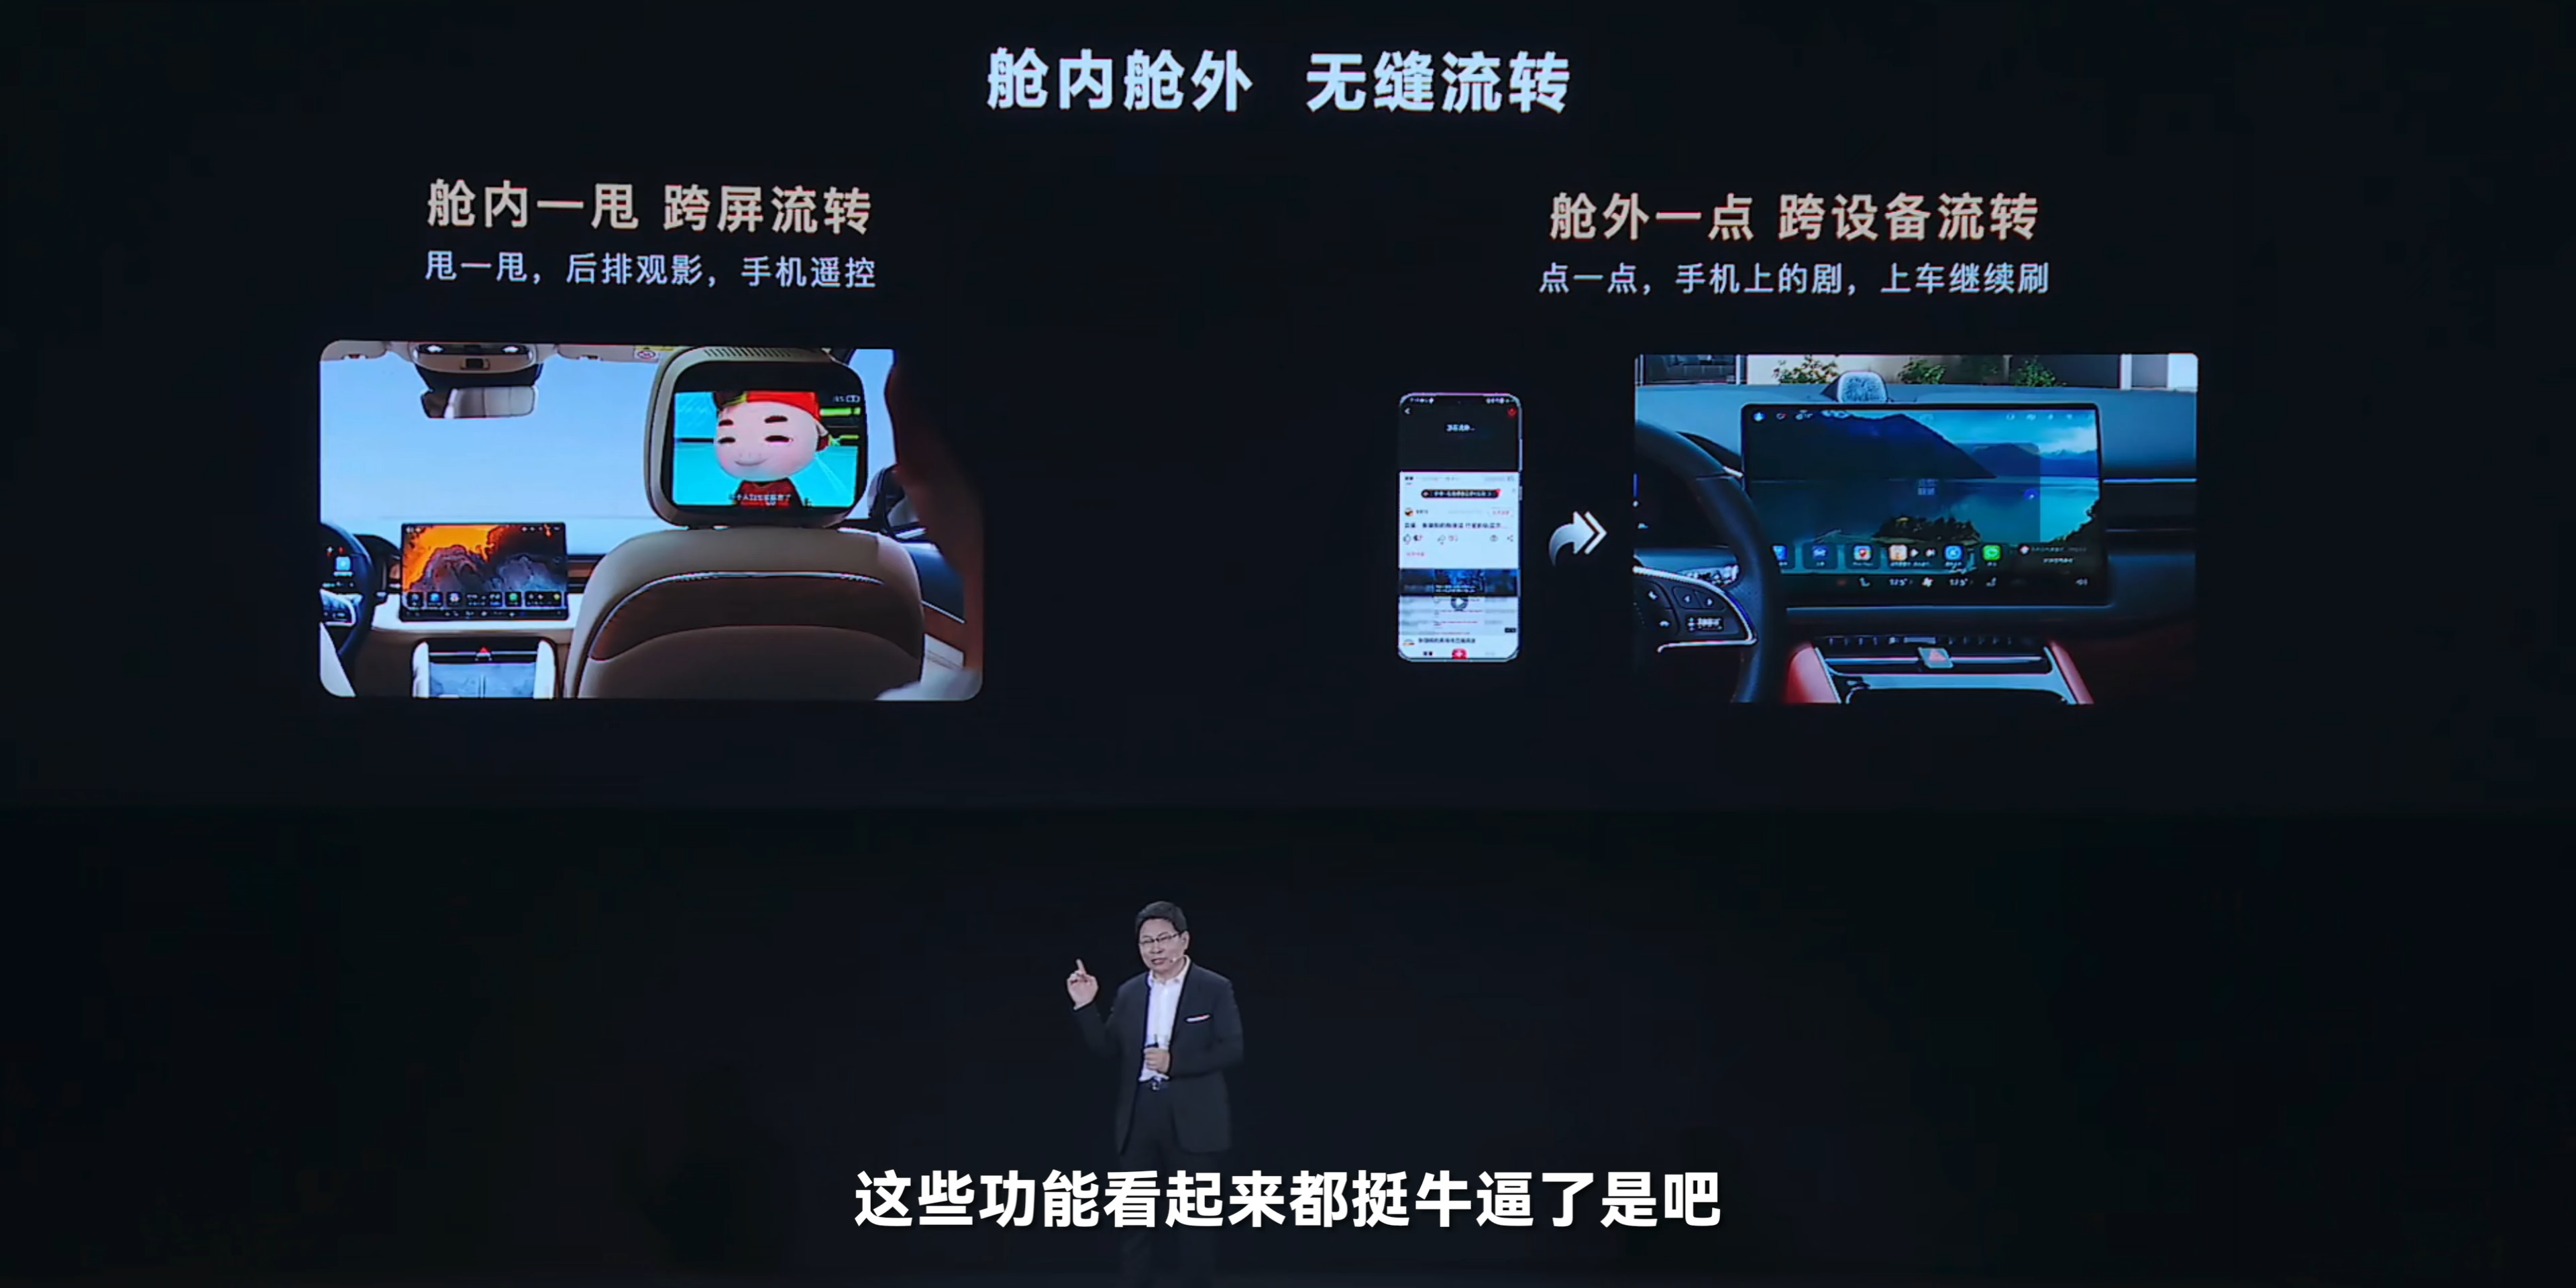 舱内舱外 无缝流转
舱内一甩 跨屏流转
甩一甩，后排观影，手机遥控
舱外一点 跨设备流转
点一点，手机上的剧，上车继续刷
这些功能看起来都挺牛逼了是吧